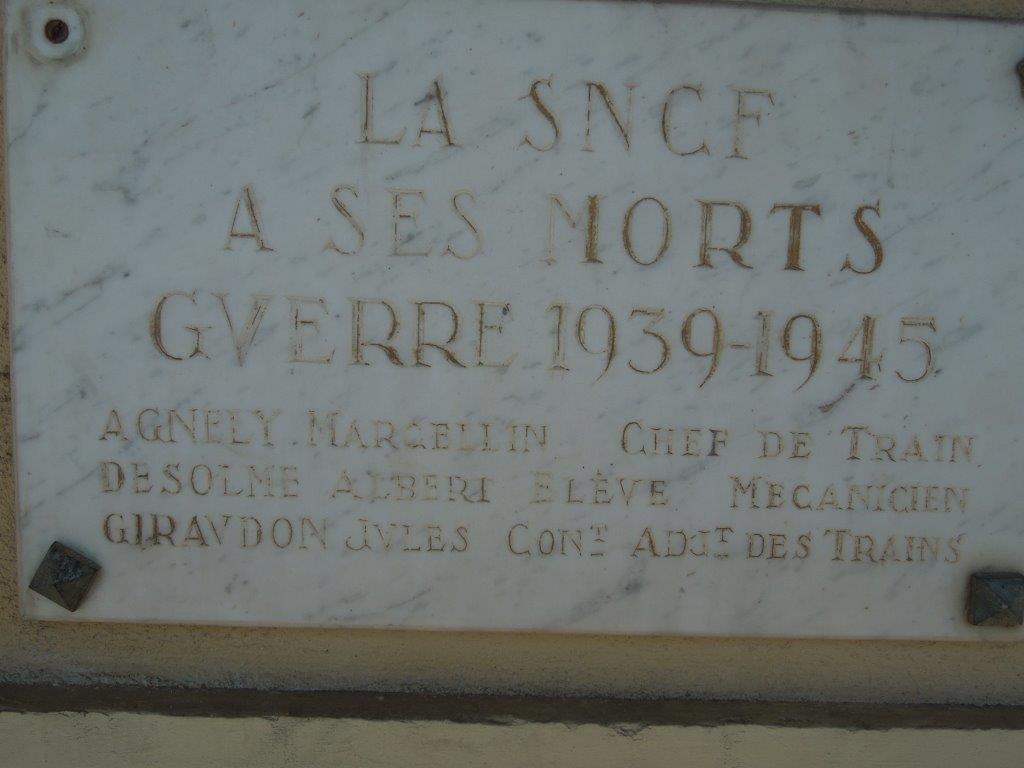 LA SNCF
A SES MORTS
GVERRE 1939-1945
AGNELY MARCELLIN CHEF DE TRAIN
DESOLME ALBERT ELÈVE MECANICIEN
GIRAVDON JVLES CONT ADJT DES TRAINS